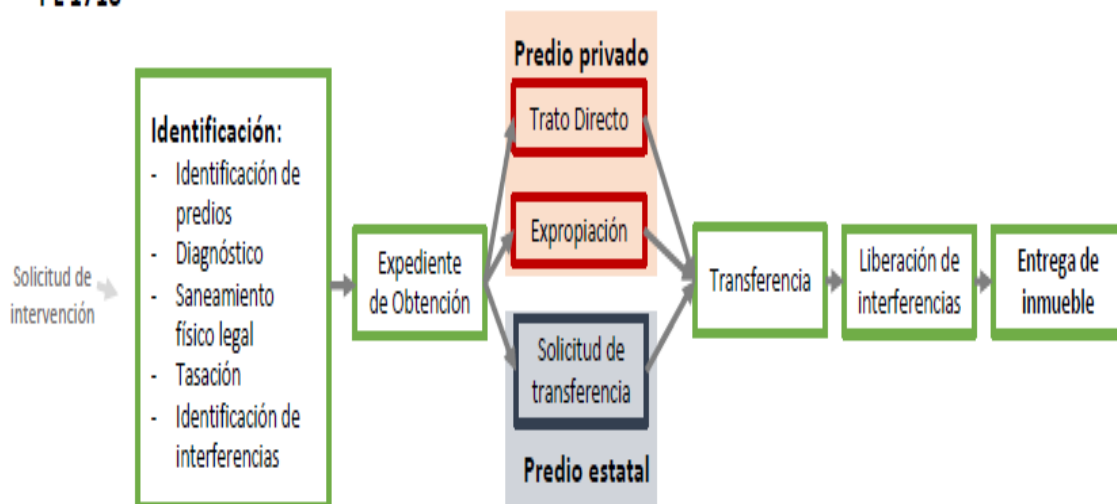 Solicitud de
intervención
Identificación:
- Identificación de
predios
- Diagnóstico
- Saneamiento
físico legal
- Tasación
- Identificación de
interferencias
Expediente
de Obtención
Predio privado
Trato Directo
Expropiación
Solicitud de
transferencia
Predio estatal
Transferencia
Liberación de
interferencias
Entrega de
inmueble